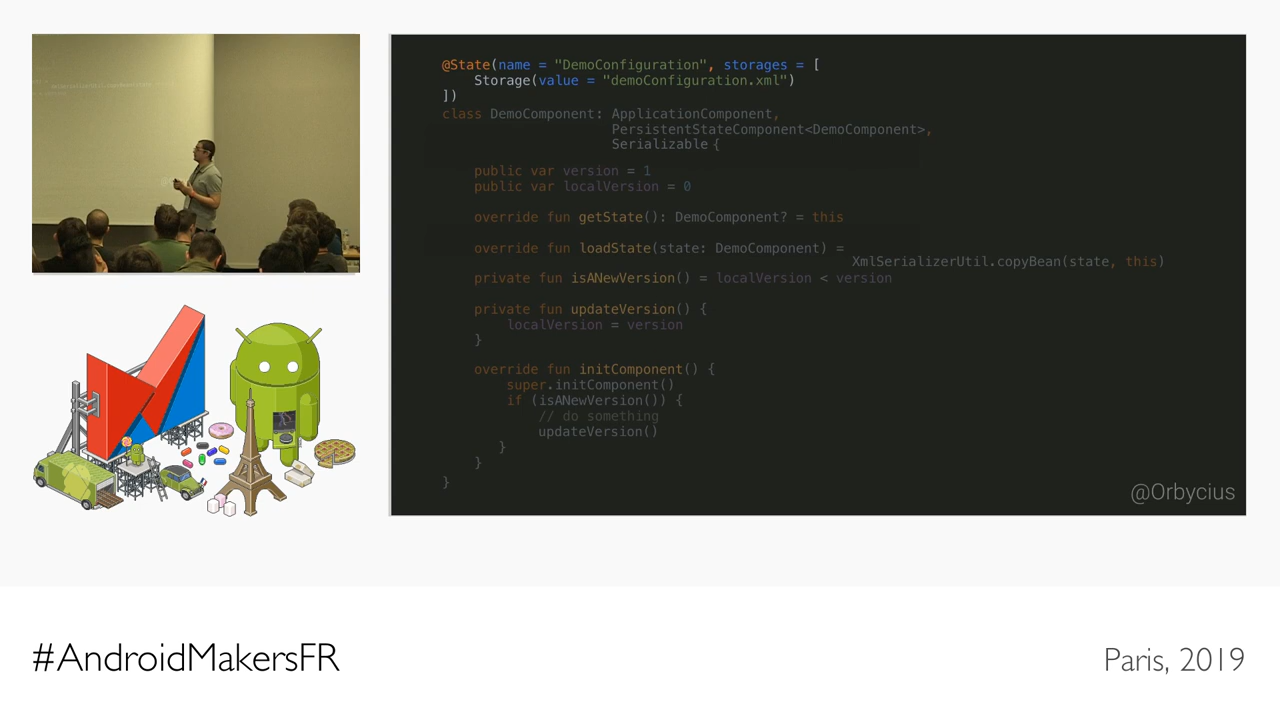 @State(name = "DemoConfiguration", storages = [
Storage(value = "demoConfiguration.xml")
])
class DemoComponent: ApplicationComponent,
PersistentStateComponent<DemoComponent>,
Serializable {
public var version = 1
public var localVersion = 0
override fun getState(): DemoComponent? = this
override fun loadState(state: DemoComponent) =
XmlSerializerUtil.copyBean(state, this)
private fun isANewVersion() = localVersion < version
private fun updateVersion() {
localVersion = version
}
override fun initComponent() {
super.initComponent()
if (isANewVersion()) {
// do something
updateVersion()
}
}
}
@Orbycius
#AndroidMakersFR
Paris, 2019